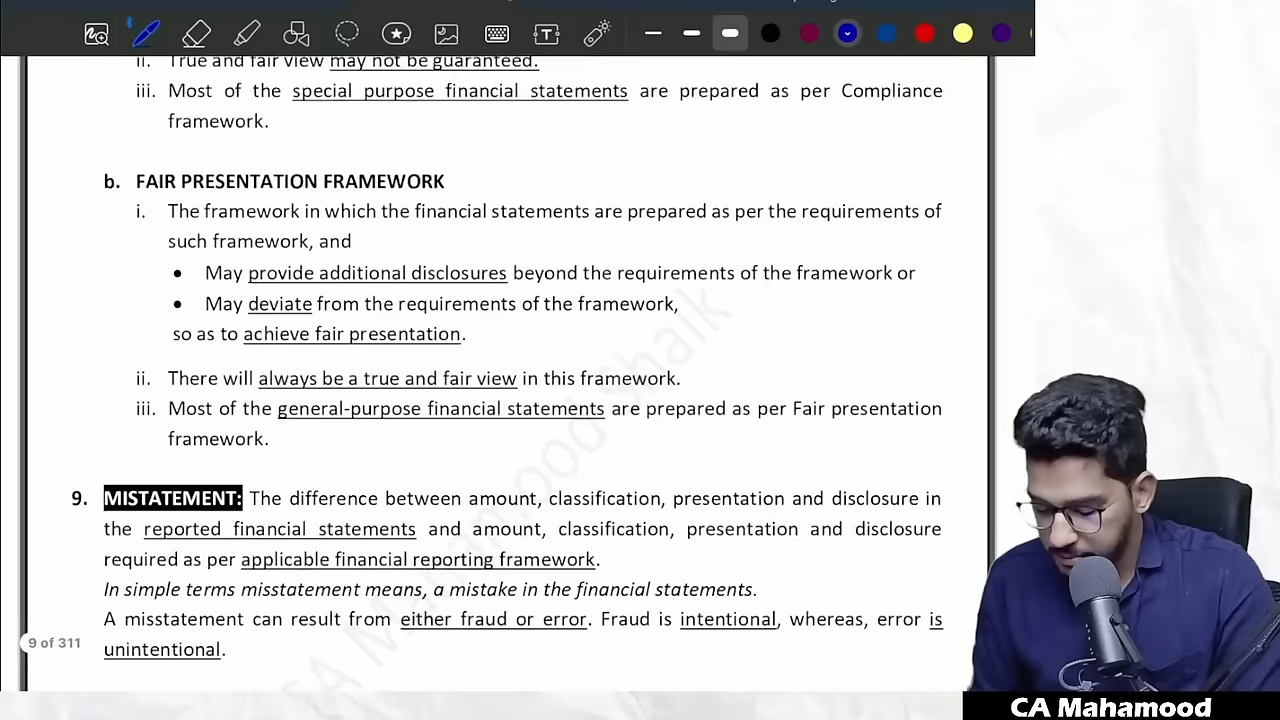 ii. True and fair view may not be guaranteed.
iii. Most of the special purpose financial statements are prepared as per Compliance
framework.
b. FAIR PRESENTATION FRAMEWORK
i. The framework in which the financial statements are prepared as per the requirements of
such framework, and
• May provide additional disclosures beyond the requirements of the framework or
• May deviate from the requirements of the framework,
so as to achieve fair presentation.
ii. There will always be a true and fair view in this framework.
iii. Most of the general-purpose financial statements are prepared as per Fair presentation
framework.
9. MISTATEMENT: The difference between amount, classification, presentation and disclosure in
the reported financial statements and amount, classification, presentation and disclosure
required as per applicable financial reporting framework.
In simple terms misstatement means, a mistake in the financial statements.
A misstatement can result from either fraud or error. Fraud is intentional, whereas, error is
unintentional.
9 of 311
CA Mahamood Shaik
CA Mahamood